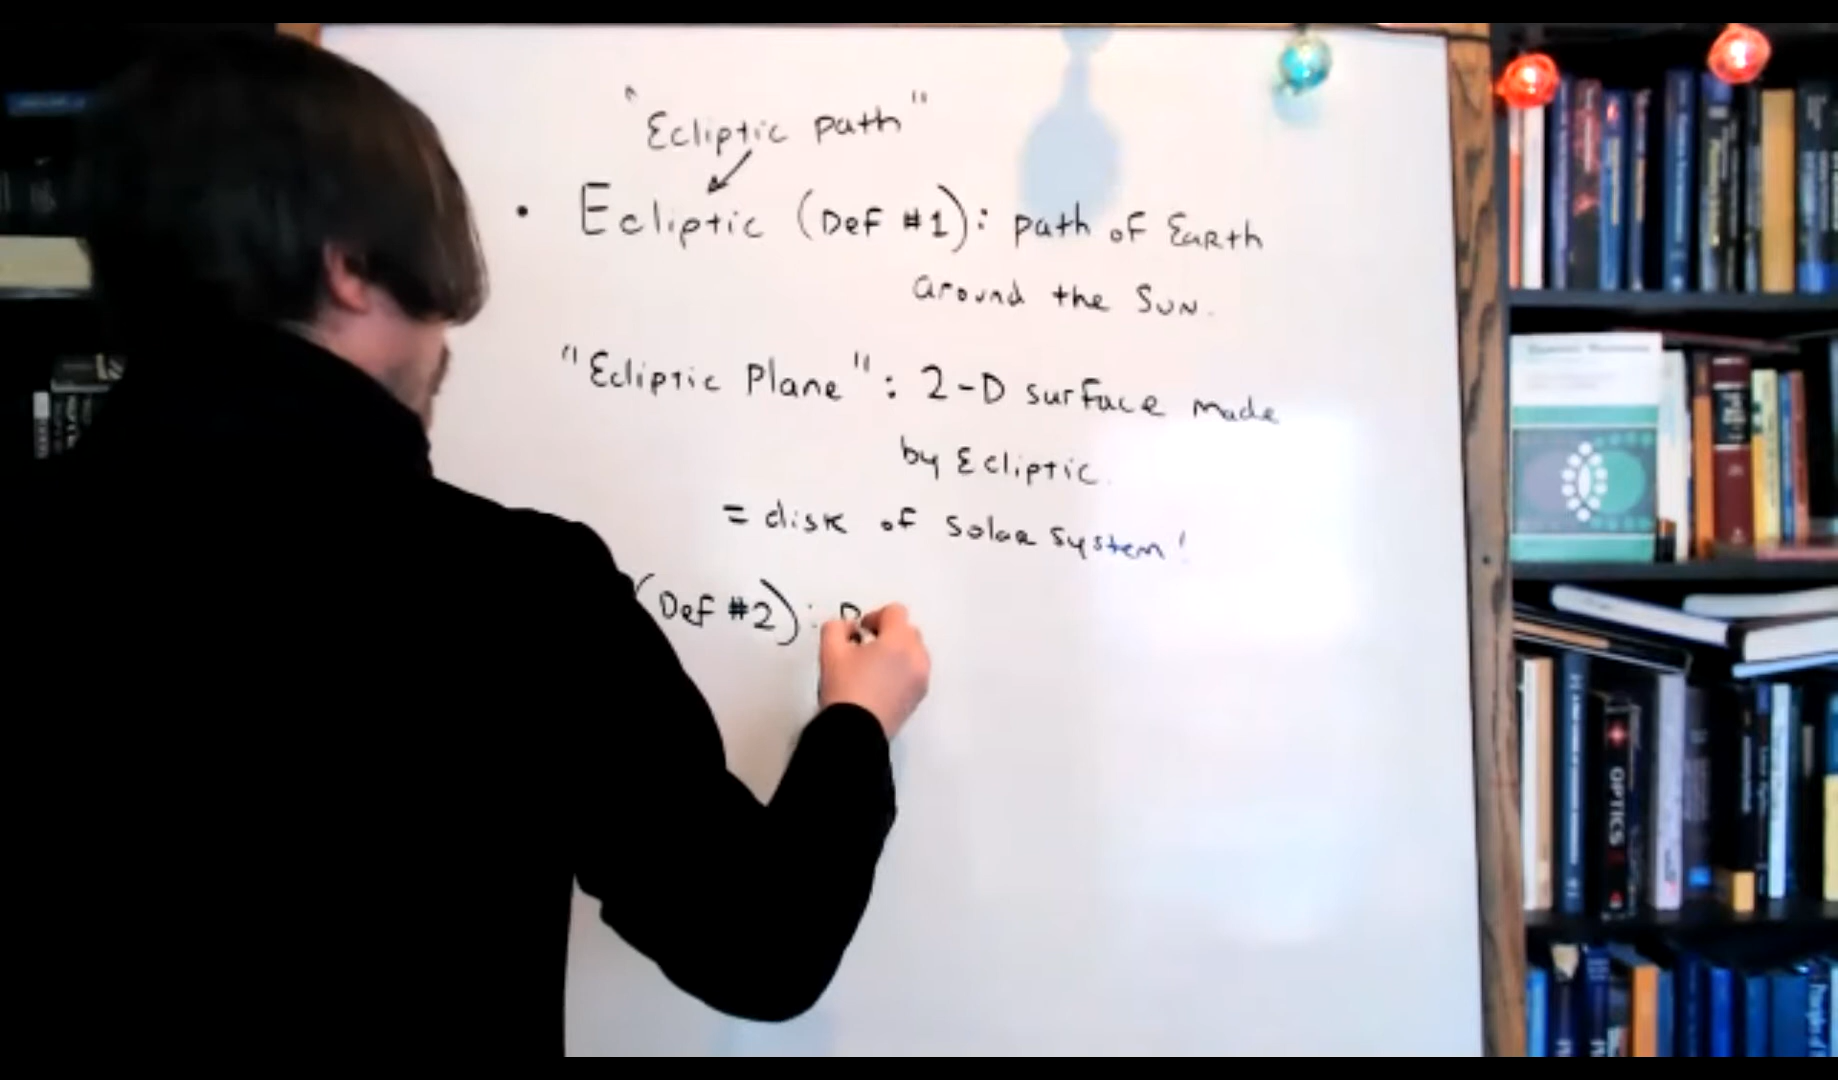 "Ecliptic path"
• Ecliptic (Def #1): path of Earth
around the Sun.
"Ecliptic Plane": 2-D surface made
by Ecliptic.
= disk of Solar System!
(Def #2):
OPTICS